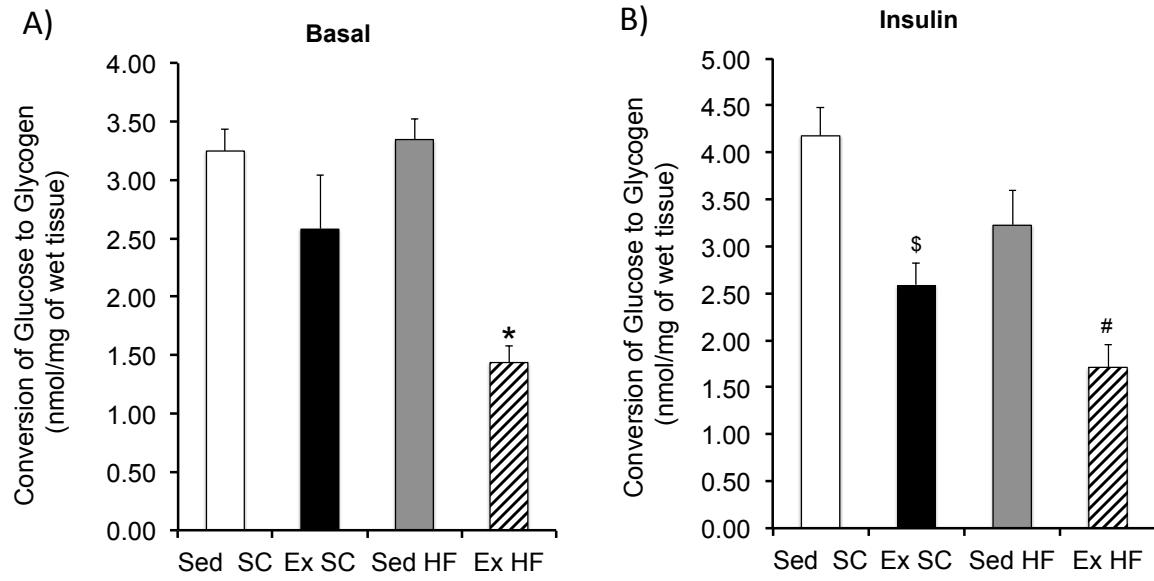 A)
Basal
Conversion of Glucose to Glycogen
(nmol/mg of wet tissue)
4.00
3.50
3.00
2.50
2.00
1.50
1.00
0.50
0.00
*
Sed SC Ex SC Sed HF Ex HF
B)
Insulin
Conversion of Glucose to Glycogen
(nmol/mg of wet tissue)
5.00
4.50
4.00
3.50
3.00
2.50
2.00
1.50
1.00
0.50
0.00
$
#
Sed SC Ex SC Sed HF Ex HF